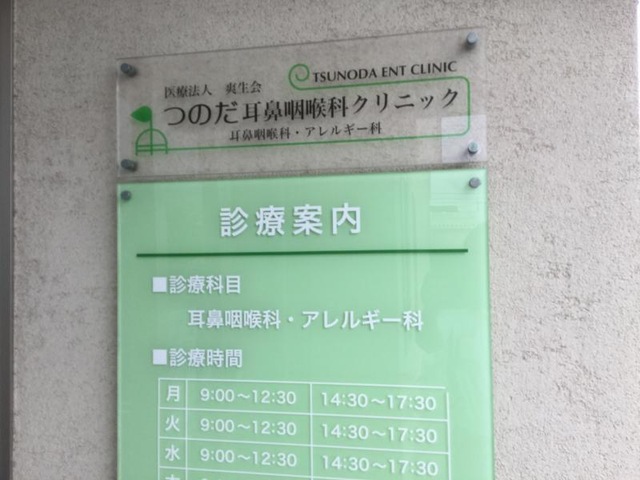 TSUNODA ENT CLINIC
医療法人 爽生会
つのだ耳鼻咽喉科クリニック
耳鼻咽喉科・アレルギー科
診療案内
■診療科目
耳鼻咽喉科・アレルギー科
■診療時間
月 9:00～12:30 14:30～17:30
火 9:00～12:30 14:30～17:30
水 9:00～12:30 14:30～17:30